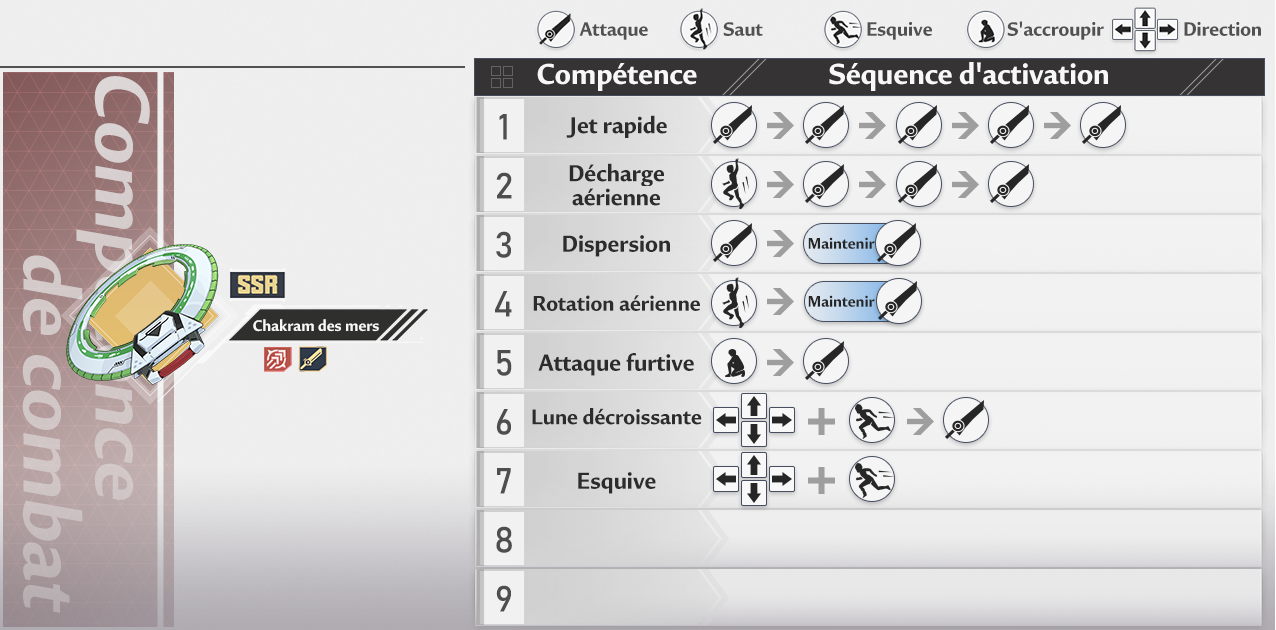 Attaque Saut Esquive S'accroupir Direction
Compétence Séquence d'activation
1 Jet rapide
2 Décharge
aérienne
3 Dispersion Maintenir
4 Rotation aérienne Maintenir
5 Attaque furtive
6 Lune décroissante
7 Esquive
8
9
Compétence
de combat
SSR
Chakram des mers